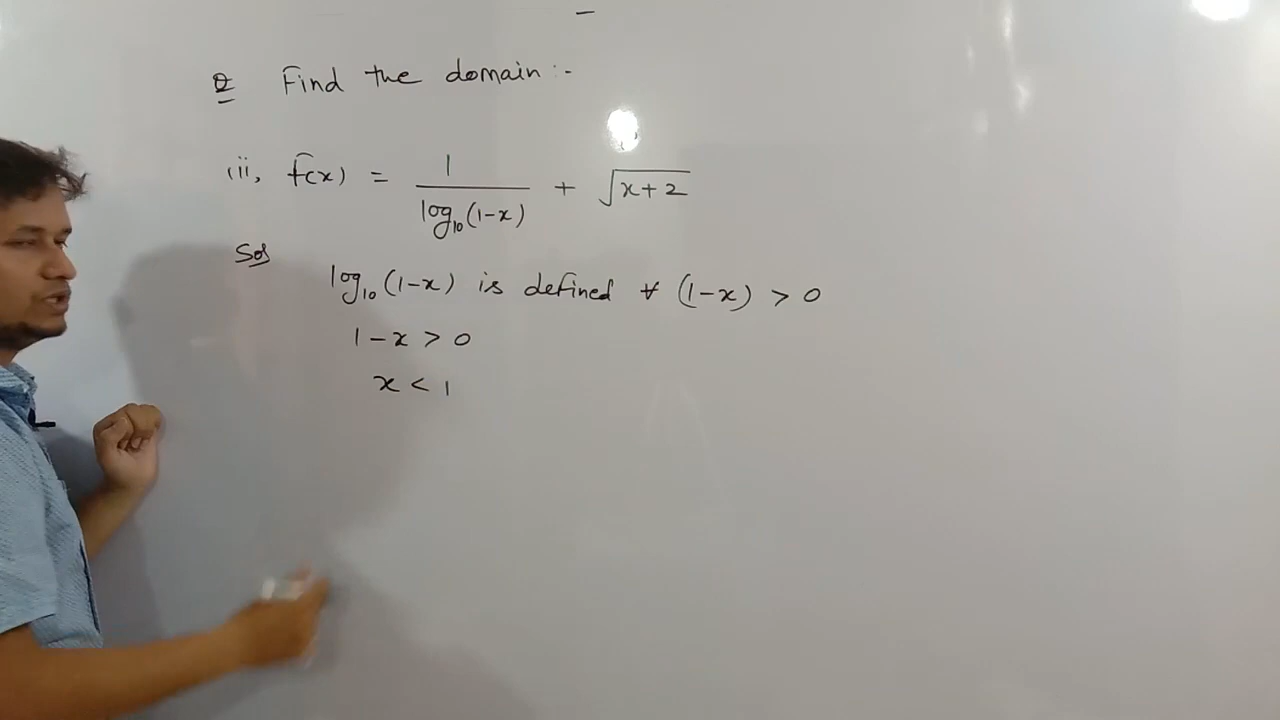 Q Find the domain :-
(ii) f(x) = 1/log₁₀(1-x) + √(x+2)
Sol
log₁₀(1-x) is defined ∀ (1-x) > 0
1-x > 0
x < 1